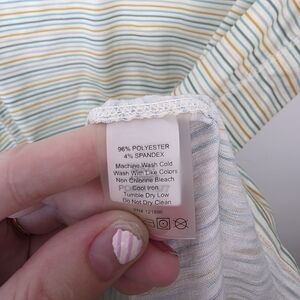 96% POLYESTER
4% SPANDEX
Machine Wash Cold
Wash With Like Colors
Non Chlorine Bleach
Cool Iron
Tumble Dry Low
Do Not Dry Clean